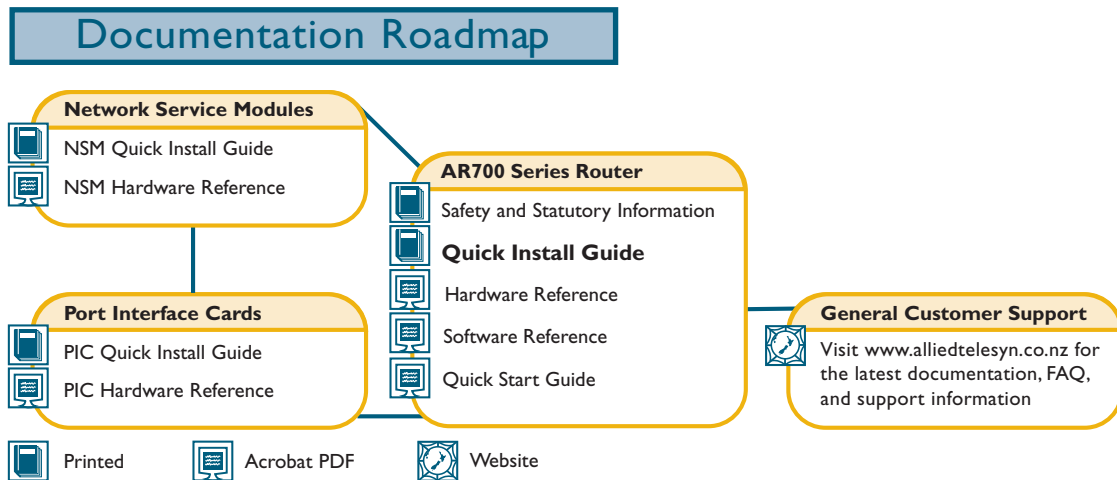 Documentation Roadmap
Network Service Modules
NSM Quick Install Guide
NSM Hardware Reference
Port Interface Cards
PIC Quick Install Guide
PIC Hardware Reference
AR700 Series Router
Safety and Statutory Information
Quick Install Guide
Hardware Reference
Software Reference
Quick Start Guide
General Customer Support
Visit www.alliedtelesyn.co.nz for
the latest documentation, FAQ,
and support information
Printed
Acrobat PDF
Website